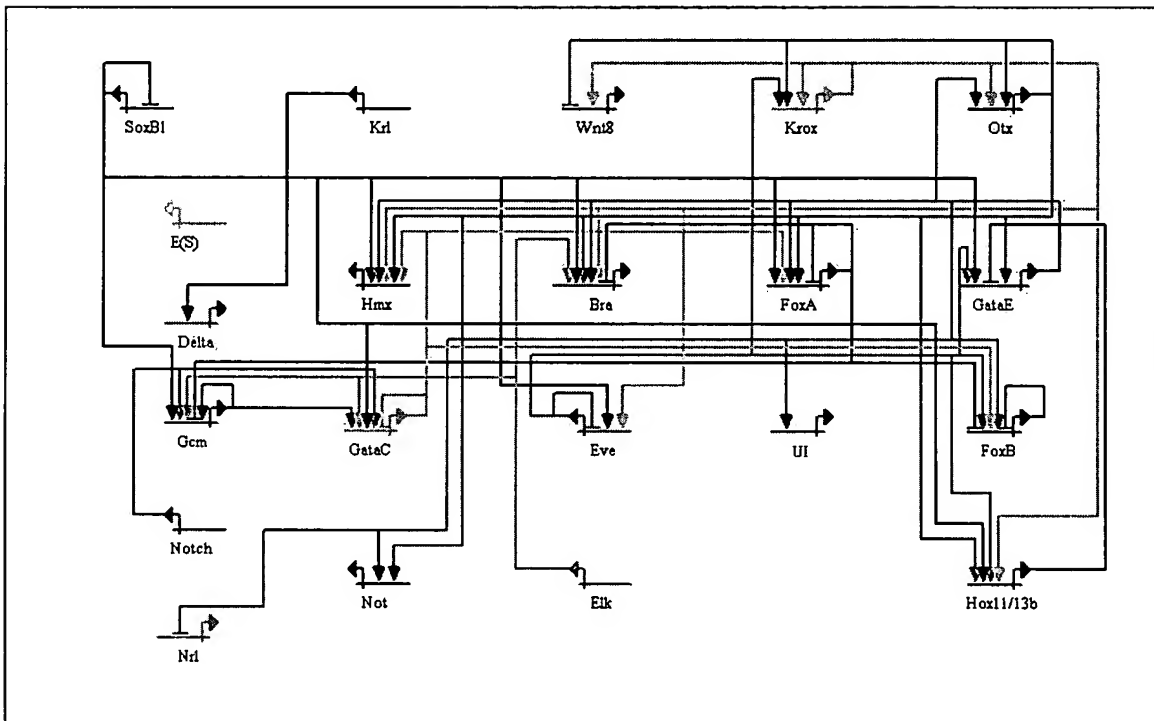 SoxB1
Krl
Wnt8
Krox
Otx
E(S)
Hmx
Bra
FoxA
GataE
Delta
Gcm
GataC
Eve
UI
FoxB
Notch
Not
Elk
Hox11/13b
Nrl